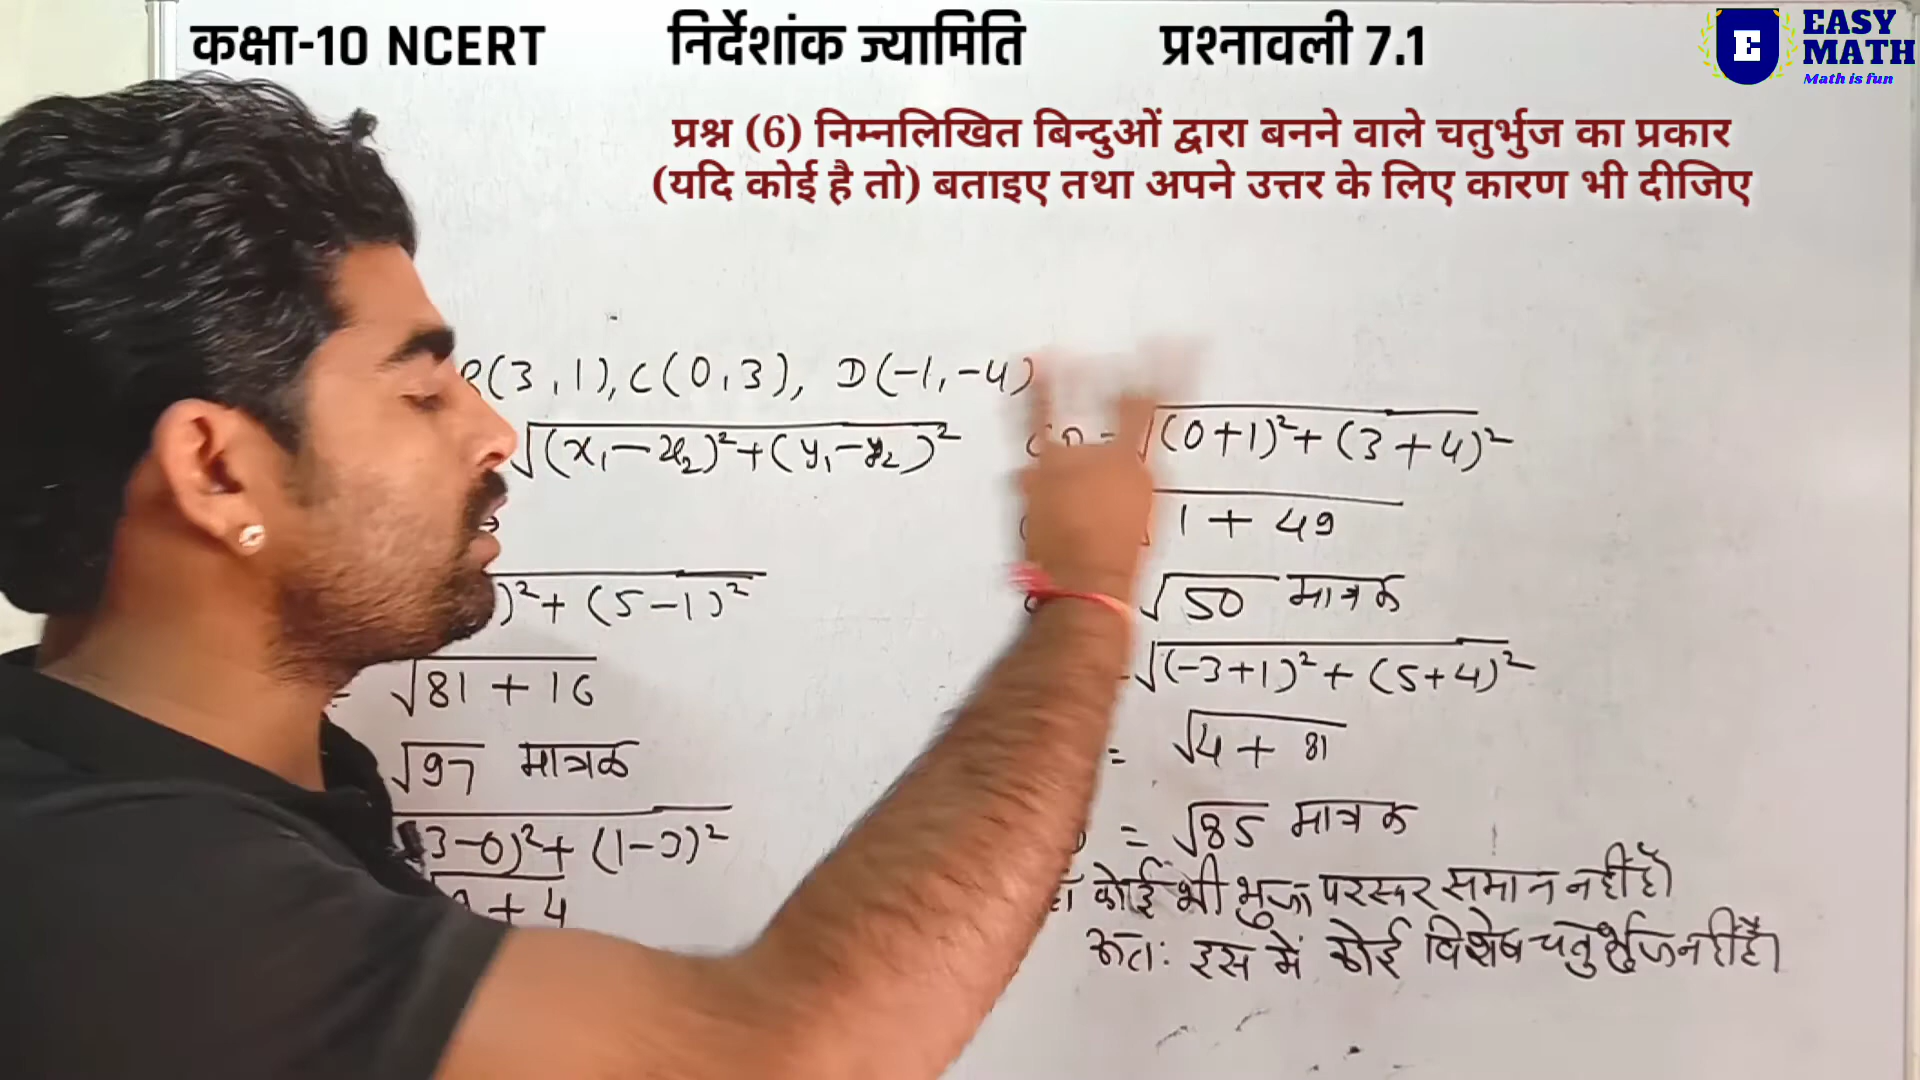 कक्षा-10 NCERT निर्देशांक ज्यामिति प्रश्नावली 7.1
E EASY MATH
Math is fun
प्रश्न (6) निम्नलिखित बिन्दुओं द्वारा बनने वाले चतुर्भुज का प्रकार
(यदि कोई है तो) बताइए तथा अपने उत्तर के लिए कारण भी दीजिए
(3,1), C(0,3), D(-1,-4)
√(x₁-x₂)²+(y₁-y₂)²
)²+(5-1)²
√81+16
√97 मात्रक
3-0)²+(1-3)²
+4
√(0+1)²+(3+4)²
√1+49
√50 मात्रक
√(-3+1)²+(5+4)²
= √4+81
= √85 मात्रक
कोई भी भुजा परस्पर समान नहीं है।
अतः इस में कोई विशेष चतुर्भुज नहीं है।